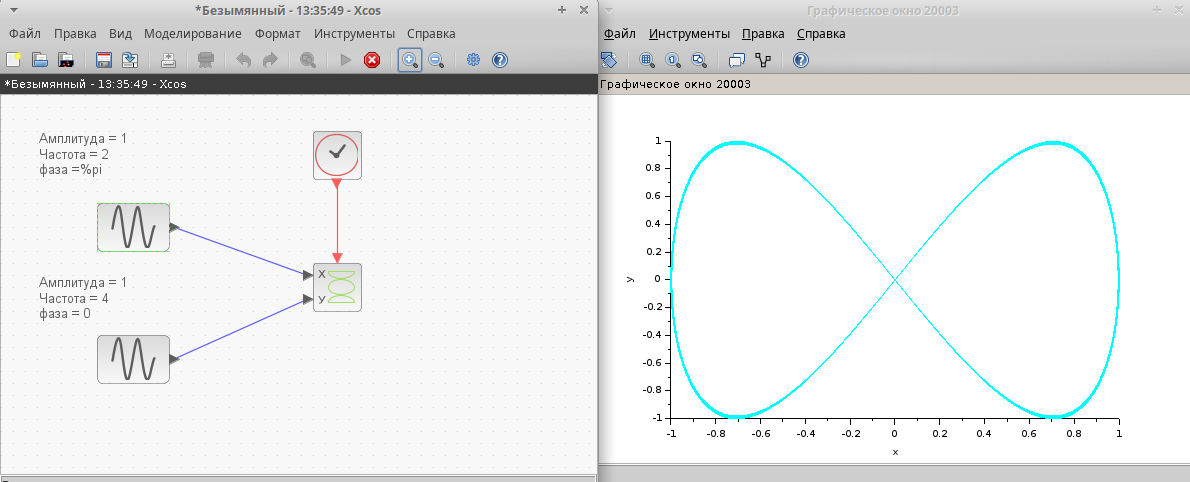 *Безымянный - 13:35:49 - Xcos
Файл Правка Вид Моделирование Формат Инструменты Справка
*Безымянный - 13:35:49 - Xcos
Амплитуда = 1
Частота = 2
фаза =%pi
Амплитуда = 1
Частота = 4
фаза = 0
X
У
Графическое окно 20003
Файл Инструменты Правка Справка
Графическое окно 20003
1
0.8
0.6
0.4
0.2
0
-0.2
-0.4
-0.6
-0.8
-1
y
-1 -0.8 -0.6 -0.4 -0.2 0 0.2 0.4 0.6 0.8 1
x